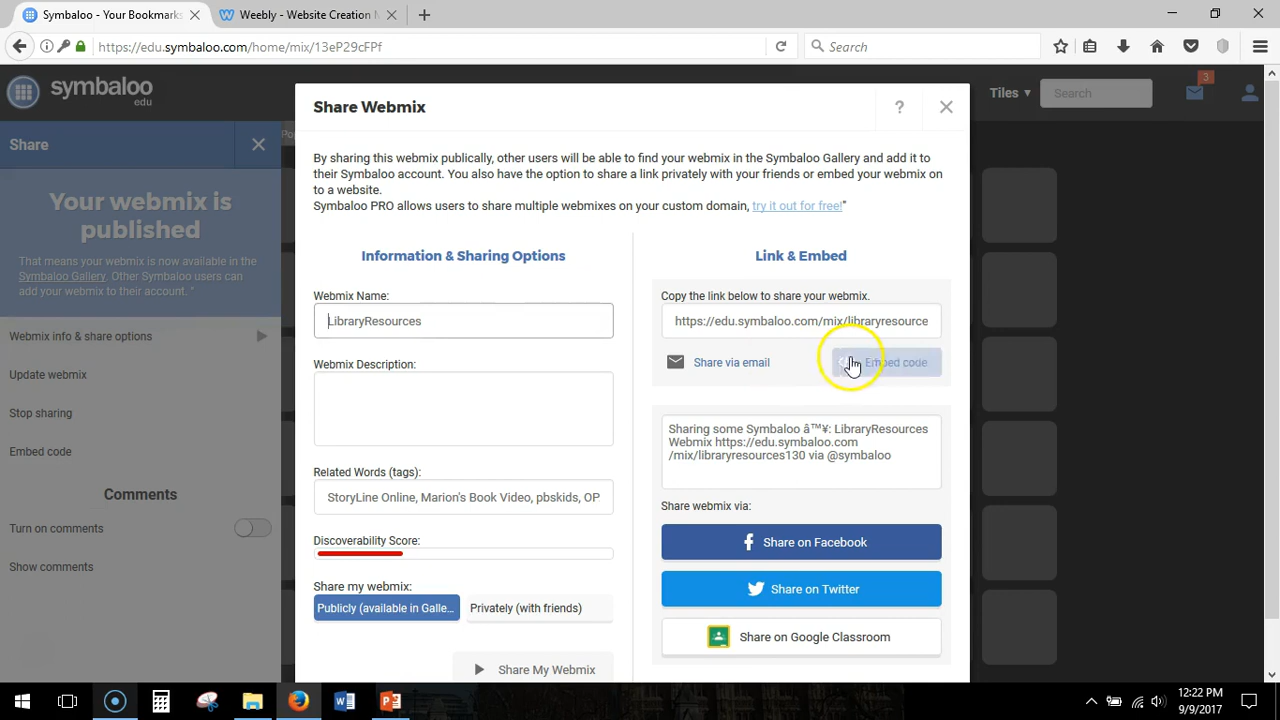 Symbaloo - Your Bookmarks
Weebly - Website Creation M
https://edu.symbaloo.com/home/mix/13eP29cFPf
Search
symbaloo
edu
Tiles
Search
3
Share
Your webmix is
published
That means your webmix is now available in the
Symbaloo Gallery. Other Symbaloo users can
add your webmix to their account. "
Webmix info & share options
Update webmix
Stop sharing
Embed code
Comments
Turn on comments
Show comments
Share Webmix
?
By sharing this webmix publically, other users will be able to find your webmix in the Symbaloo Gallery and add it to
their Symbaloo account. You also have the option to share a link privately with your friends or embed your webmix on
to a website.
Symbaloo PRO allows users to share multiple webmixes on your custom domain, try it out for free!"
Information & Sharing Options
Webmix Name:
LibraryResources
Webmix Description:
Related Words (tags):
StoryLine Online, Marion's Book Video, pbskids, OP
Discoverability Score:
Share my webmix:
Publicly (available in Galle...
Privately (with friends)
Share My Webmix
Link & Embed
Copy the link below to share your webmix.
https://edu.symbaloo.com/mix/libraryresource
Share via email
Embed code
Sharing some Symbaloo â™¥: LibraryResources
Webmix https://edu.symbaloo.com
/mix/libraryresources130 via @symbaloo
Share webmix via:
Share on Facebook
Share on Twitter
Share on Google Classroom
12:22 PM
9/9/2017